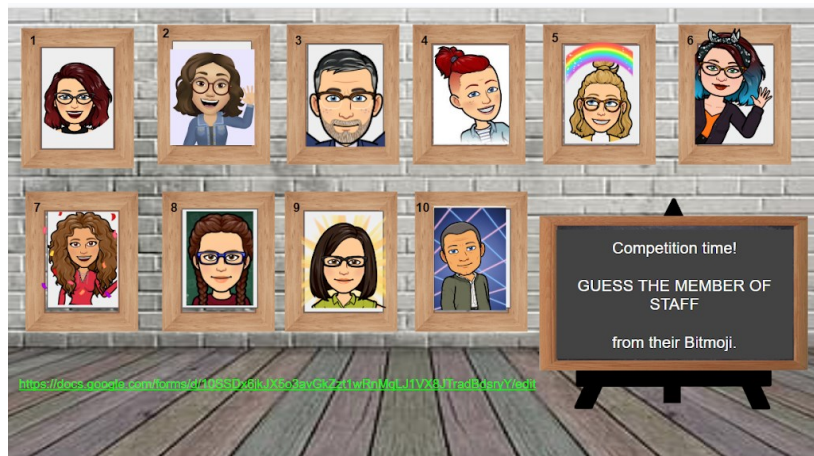 1
2
3
4
5
6
7
8
9
10
Competition time!
GUESS THE MEMBER OF
STAFF
from their Bitmoji.